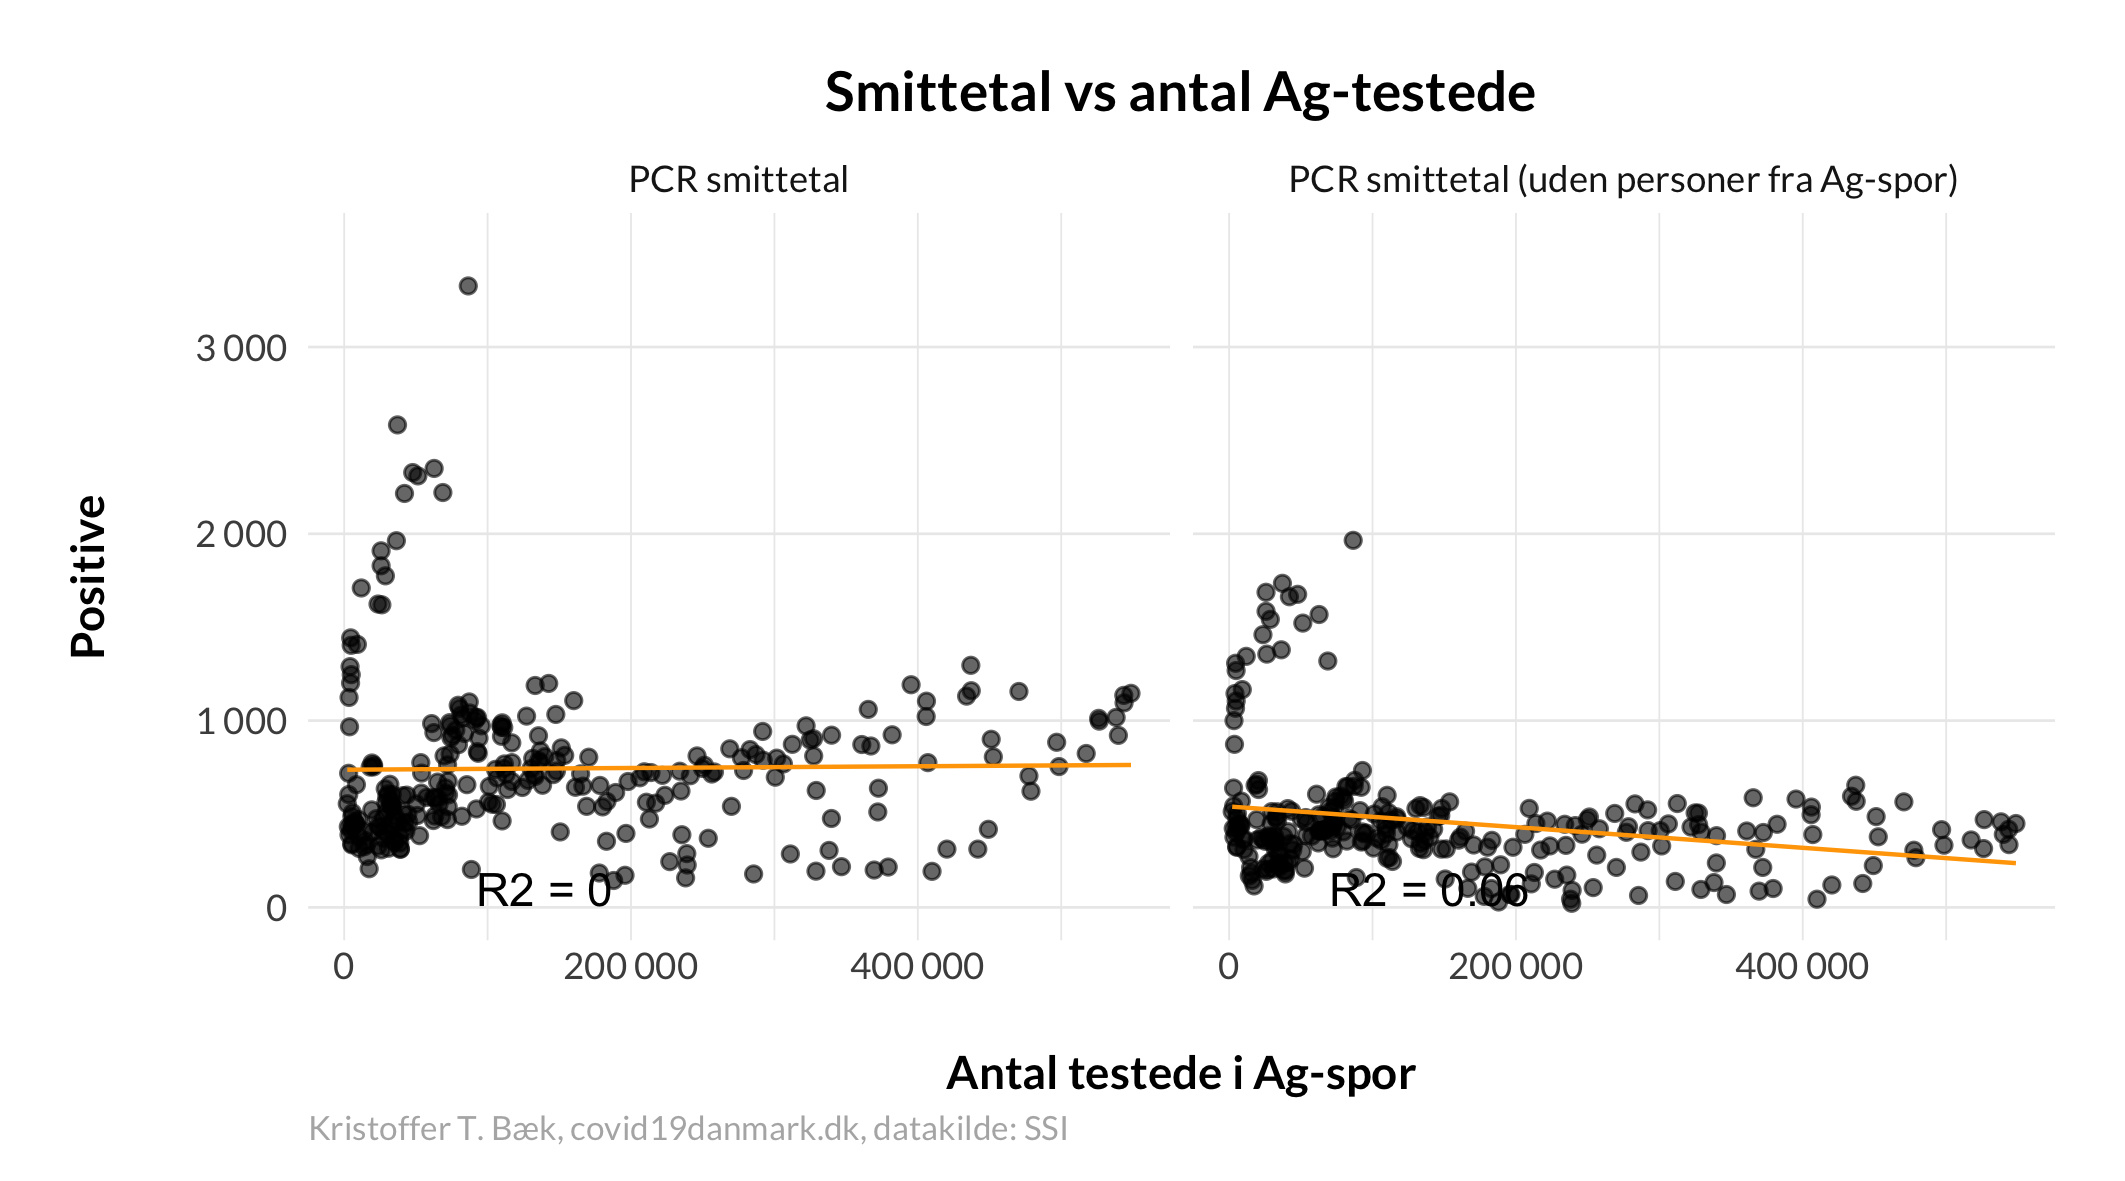 Smittetal vs antal Ag-testede
PCR smittetal
PCR smittetal (uden personer fra Ag-spor)
Positive
3 000
2 000
1 000
0
R2 = 0
R2 = 0.06
0
200 000
400 000
0
200 000
400 000
Antal testede i Ag-spor
Kristoffer T. Bæk, covid19danmark.dk, datakilde: SSI